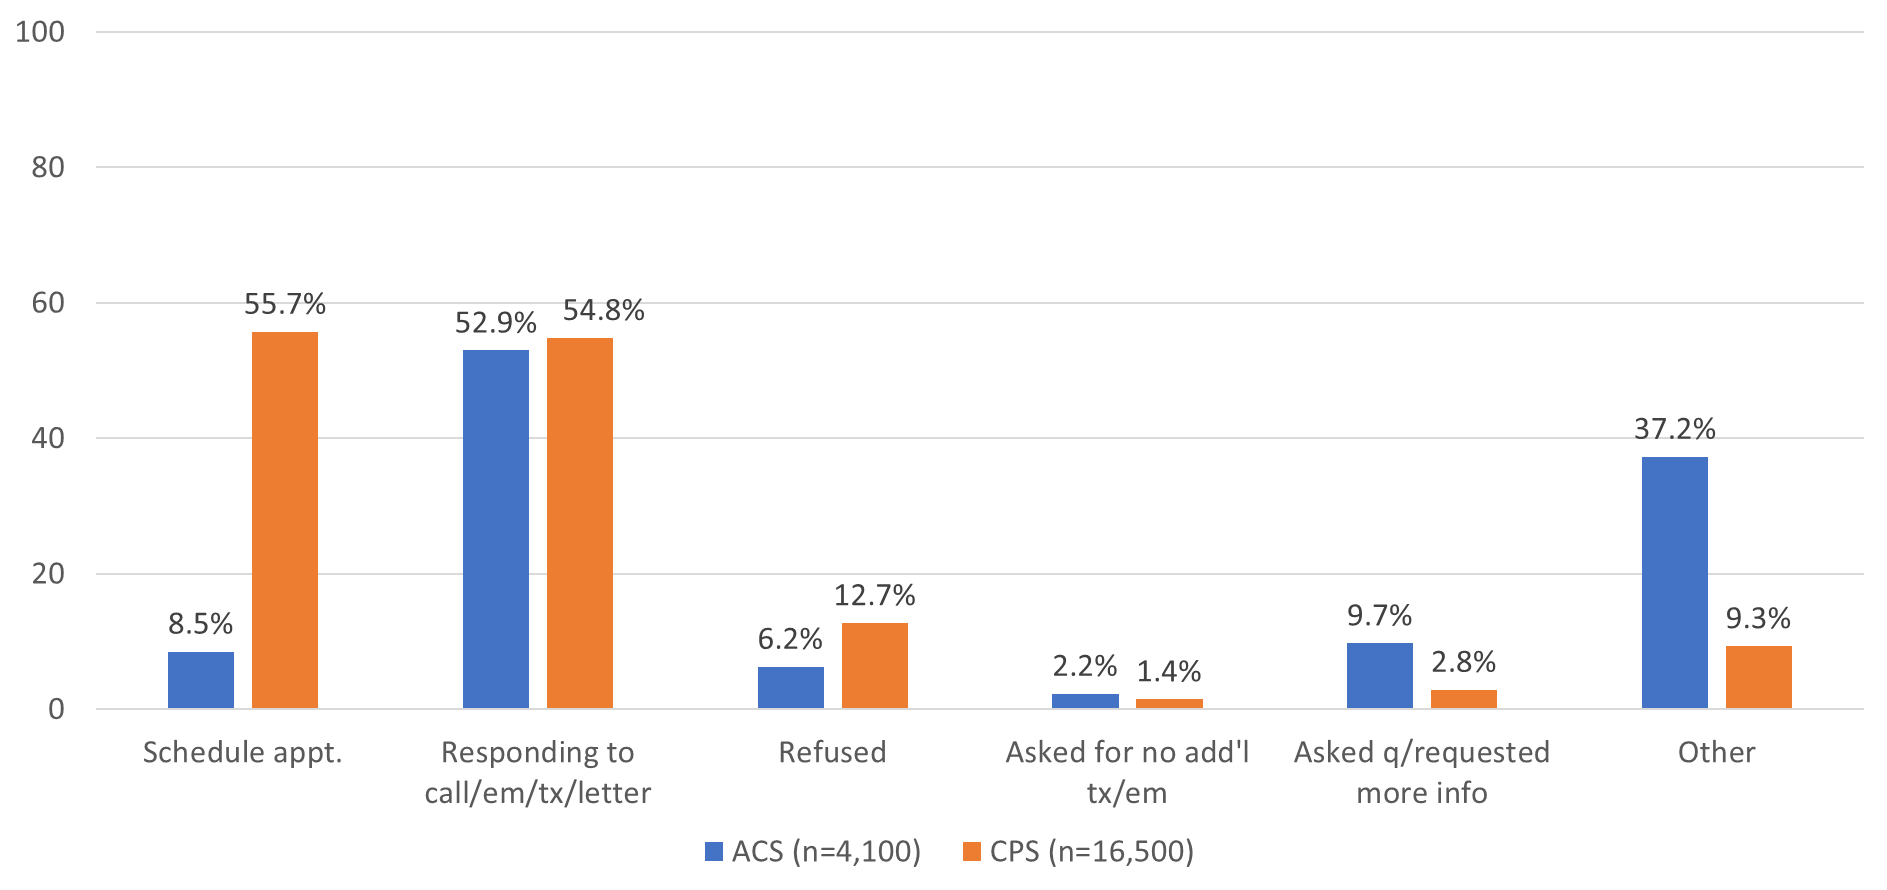 100
80
60
40
20
0
8.5%
55.7%
52.9%
54.8%
6.2%
12.7%
2.2%
1.4%
9.7%
2.8%
37.2%
9.3%
Schedule appt.
Responding to
call/em/tx/letter
Refused
Asked for no add'l
tx/em
Asked q/requested
more info
Other
ACS (n=4,100)
CPS (n=16,500)